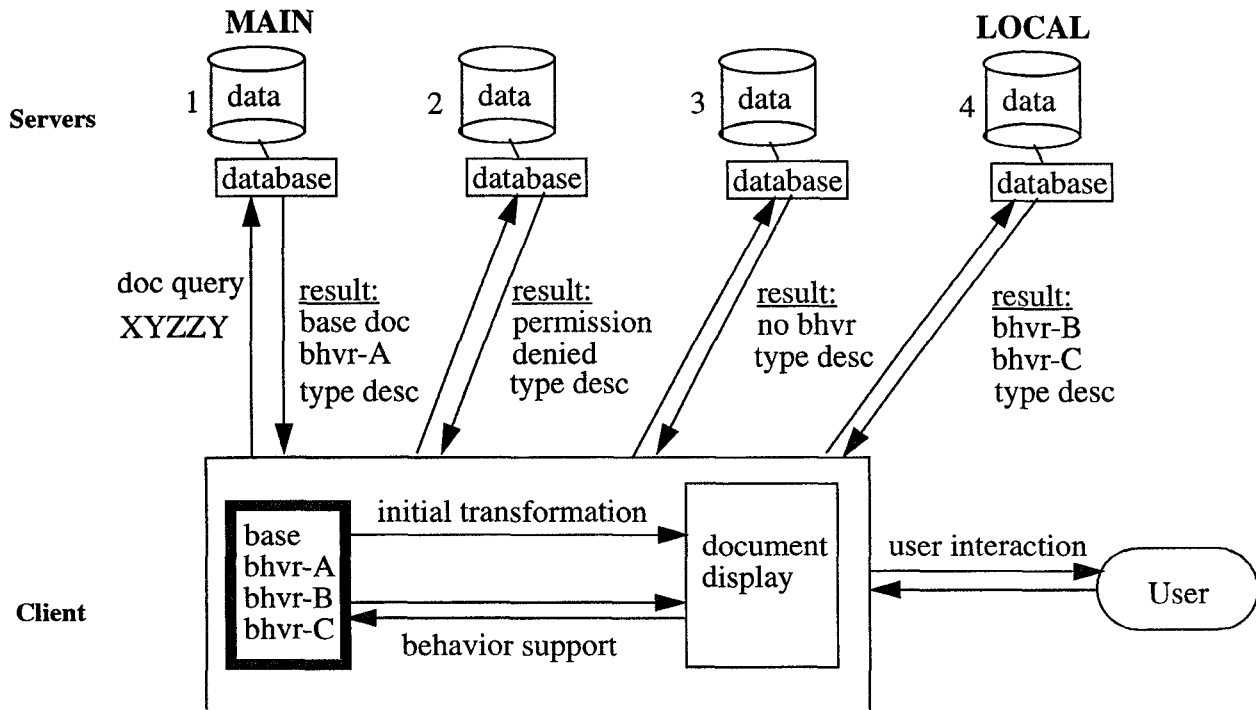 MAIN
LOCAL
Servers
1
data
2
data
3
data
4
data
database
database
database
database
doc query
XYZZY
result:
base doc
bhvr-A
type desc
result:
permission
denied
type desc
result:
no bhvr
type desc
result:
bhvr-B
bhvr-C
type desc
Client
base
bhvr-A
bhvr-B
bhvr-C
initial transformation
behavior support
document
display
user interaction
User